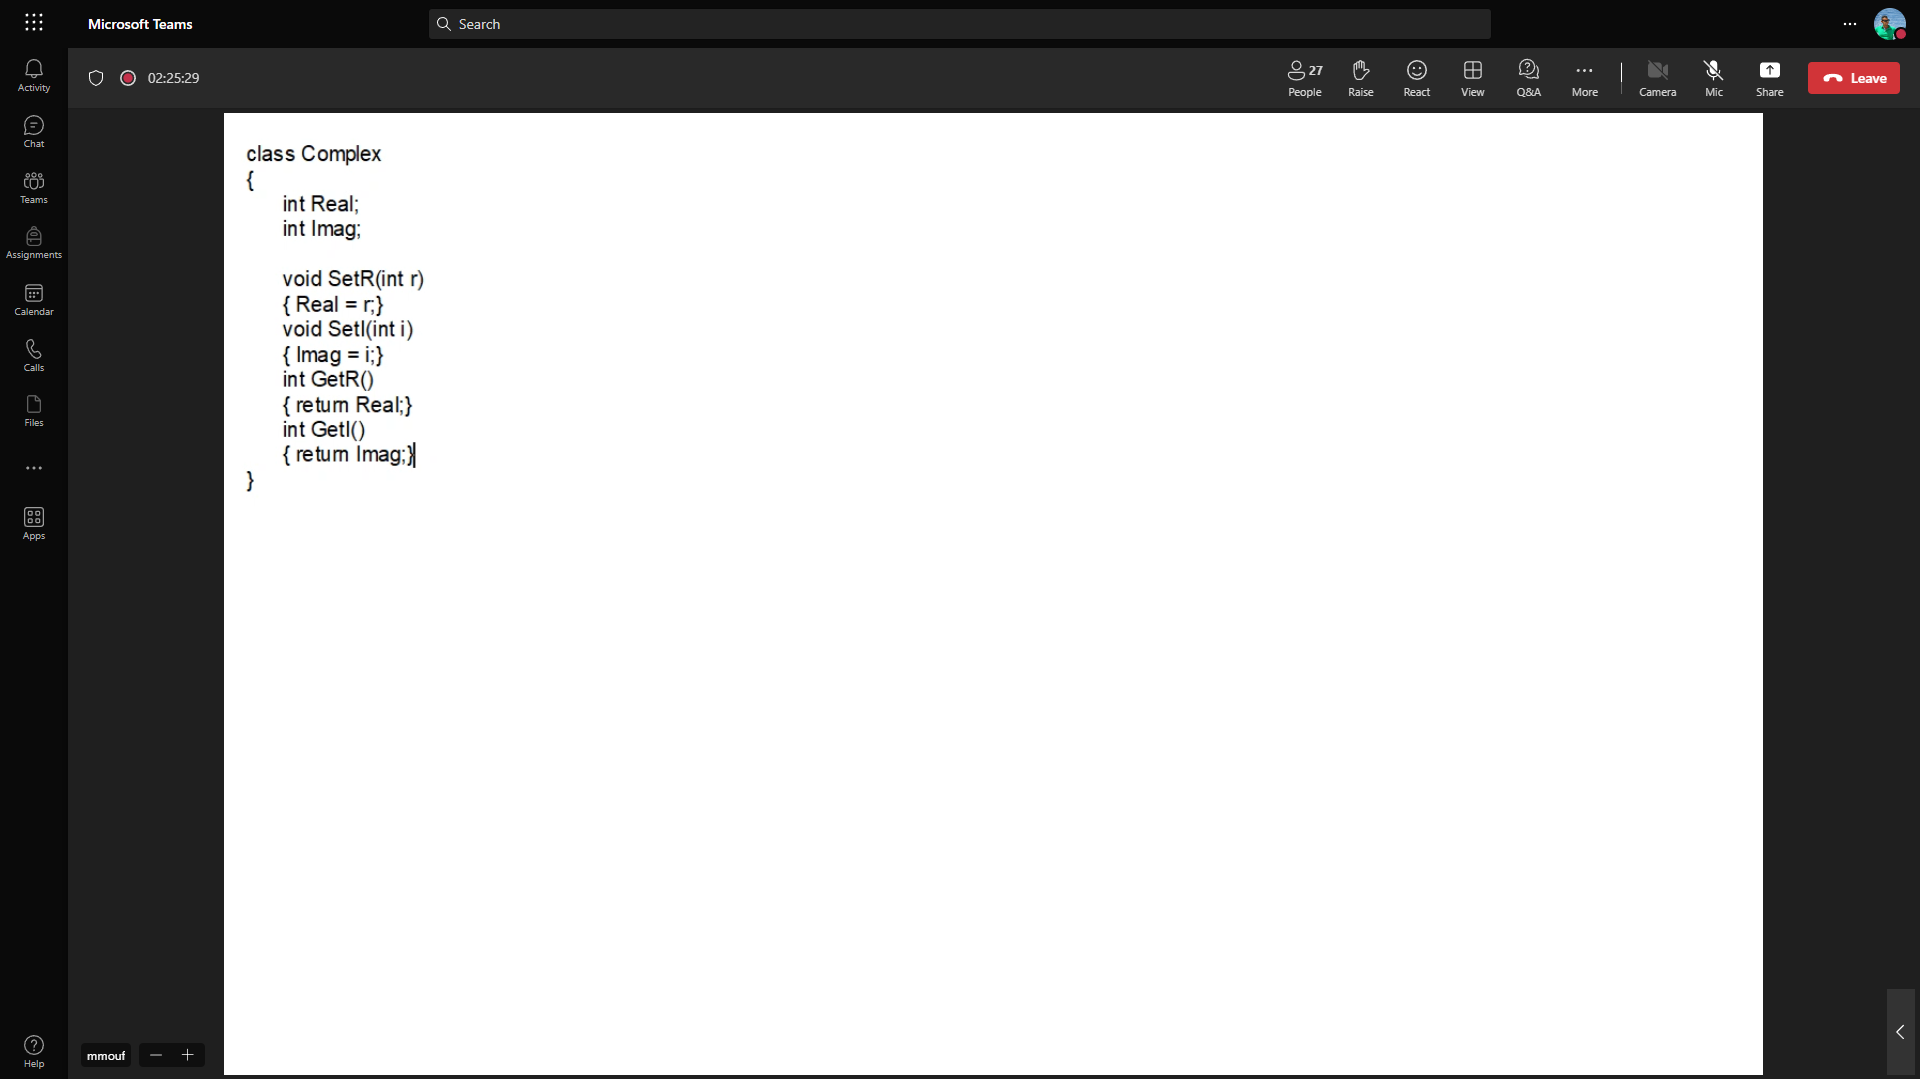 Microsoft Teams
Search
Activity
Chat
Teams
Assignments
Calendar
Calls
Files
Apps
Help
02:25:29
27
People
Raise
React
View
Q&A
More
Camera
Mic
Share
Leave
class Complex
{
int Real;
int Imag;
void SetR(int r)
{ Real = r;}
void SetI(int i)
{ Imag = i;}
int GetR()
{ return Real;}
int GetI()
{ return Imag;}
}
mmouf